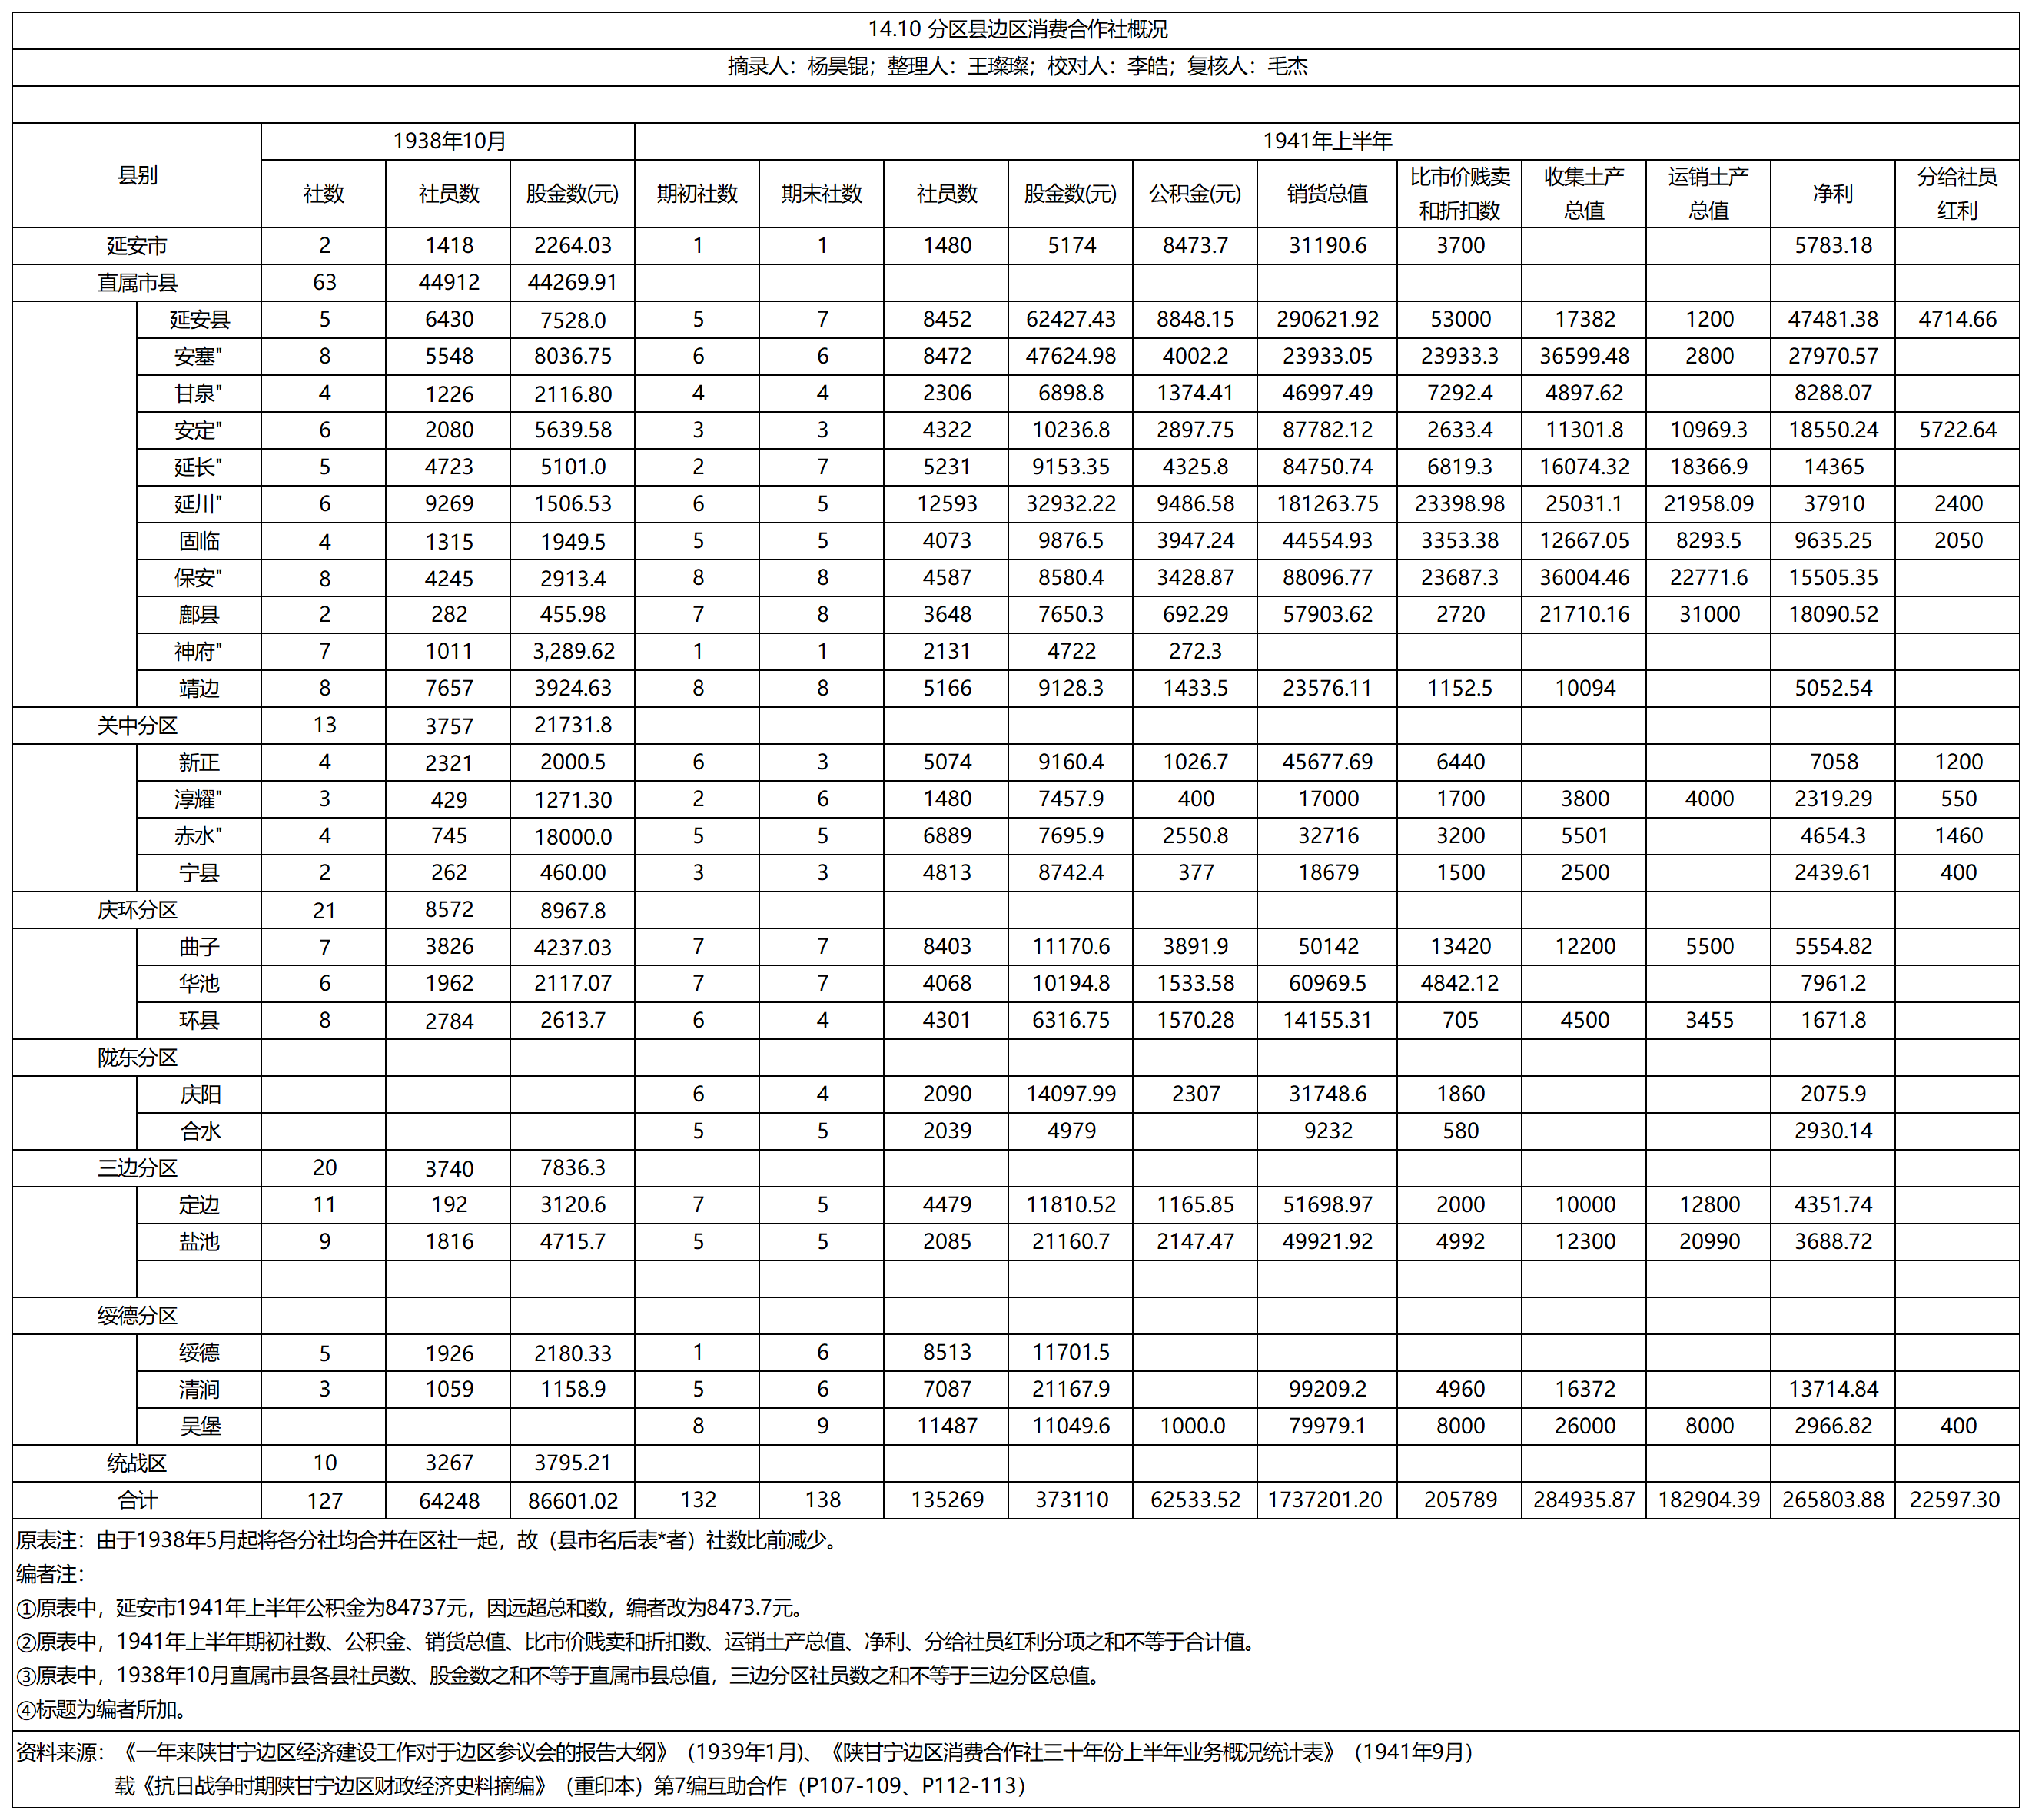 14.10 分区县边区消费合作社概况
摘录人：杨昊锟；整理人：王璨璨；校对人：李皓；复核人：毛杰
县别 1938年10月 1941年上半年
社数 社员数 股金数(元) 期初社数 期末社数 社员数 股金数(元) 公积金(元) 销货总值 比市价贱卖和折扣数 收集土产总值 运销土产总值 净利 分给社员红利
延安市 2 1418 2264.03 1 1 1480 5174 8473.7 31190.6 3700 5783.18
直属市县 63 44912 44269.91
延安县 5 6430 7528.0 5 7 8452 62427.43 8848.15 290621.92 53000 17382 1200 47481.38 4714.66
安塞" 8 5548 8036.75 6 6 8472 47624.98 4002.2 23933.05 23933.3 36599.48 2800 27970.57
甘泉" 4 1226 2116.80 4 4 2306 6898.8 1374.41 46997.49 7292.4 4897.62 8288.07
安定" 6 2080 5639.58 3 3 4322 10236.8 2897.75 87782.12 2633.4 11301.8 10969.3 18550.24 5722.64
延长" 5 4723 5101.0 2 7 5231 9153.35 4325.8 84750.74 6819.3 16074.32 18366.9 14365
延川" 6 9269 1506.53 6 5 12593 32932.22 9486.58 181263.75 23398.98 25031.1 21958.09 37910 2400
固临 4 1315 1949.5 5 5 4073 9876.5 3947.24 44554.93 3353.38 12667.05 8293.5 9635.25 2050
保安" 8 4245 2913.4 8 8 4587 8580.4 3428.87 88096.77 23687.3 36004.46 22771.6 15505.35
鄜县 2 282 455.98 7 8 3648 7650.3 692.29 57903.62 2720 21710.16 31000 18090.52
神府" 7 1011 3,289.62 1 1 2131 4722 272.3
靖边 8 7657 3924.63 8 8 5166 9128.3 1433.5 23576.11 1152.5 10094 5052.54
关中分区 13 3757 21731.8
新正 4 2321 2000.5 6 3 5074 9160.4 1026.7 45677.69 6440 7058 1200
淳耀" 3 429 1271.30 2 6 1480 7457.9 400 17000 1700 3800 4000 2319.29 550
赤水" 4 745 18000.0 5 5 6889 7695.9 2550.8 32716 3200 5501 4654.3 1460
宁县 2 262 460.00 3 3 4813 8742.4 377 18679 1500 2500 2439.61 400
庆环分区 21 8572 8967.8
曲子 7 3826 4237.03 7 7 8403 11170.6 3891.9 50142 13420 12200 5500 5554.82
华池 6 1962 2117.07 7 7 4068 10194.8 1533.58 60969.5 4842.12 7961.2
环县 8 2784 2613.7 6 4 4301 6316.75 1570.28 14155.31 705 4500 3455 1671.8
陇东分区
庆阳 6 4 2090 14097.99 2307 31748.6 1860 2075.9
合水 5 5 2039 4979 9232 580 2930.14
三边分区 20 3740 7836.3
定边 11 192 3120.6 7 5 4479 11810.52 1165.85 51698.97 2000 10000 12800 4351.74
盐池 9 1816 4715.7 5 5 2085 21160.7 2147.47 49921.92 4992 12300 20990 3688.72
绥德分区
绥德 5 1926 2180.33 1 6 8513 11701.5
清涧 3 1059 1158.9 5 6 7087 21167.9 99209.2 4960 16372 13714.84
吴堡 8 9 11487 11049.6 1000.0 79979.1 8000 26000 8000 2966.82 400
统战区 10 3267 3795.21
合计 127 64248 86601.02 132 138 135269 373110 62533.52 1737201.20 205789 284935.87 182904.39 265803.88 22597.30
原表注：由于1938年5月起将各分社均合并在区社一起，故（县市名后表*者）社数比前减少。
编者注：
①原表中，延安市1941年上半年公积金为84737元，因远超总和数，编者改为8473.7元。
②原表中，1941年上半年期初社数、公积金、销货总值、比市价贱卖和折扣数、运销土产总值、净利、分给社员红利分项之和不等于合计值。
③原表中，1938年10月直属市县各县社员数、股金数之和不等于直属市县总值，三边分区社员数之和不等于三边分区总值。
④标题为编者所加。
资料来源：《一年来陕甘宁边区经济建设工作对于边区参议会的报告大纲》（1939年1月)、《陕甘宁边区消费合作社三十年份上半年业务概况统计表》（1941年9月）
载《抗日战争时期陕甘宁边区财政经济史料摘编》（重印本）第7编互助合作（P107-109、P112-113）